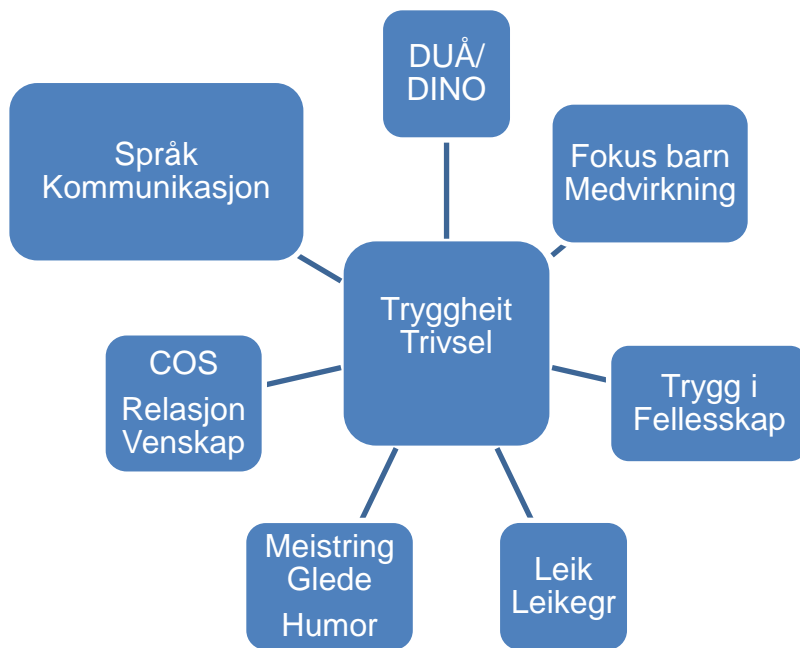 DUÅ/
DINO
Språk
Kommunikasjon
Fokus barn
Medvirkning
Tryggheit
Trivsel
COS
Relasjon
Venskap
Trygg i
Fellesskap
Meistring
Glede
Humor
Leik
Leikegr